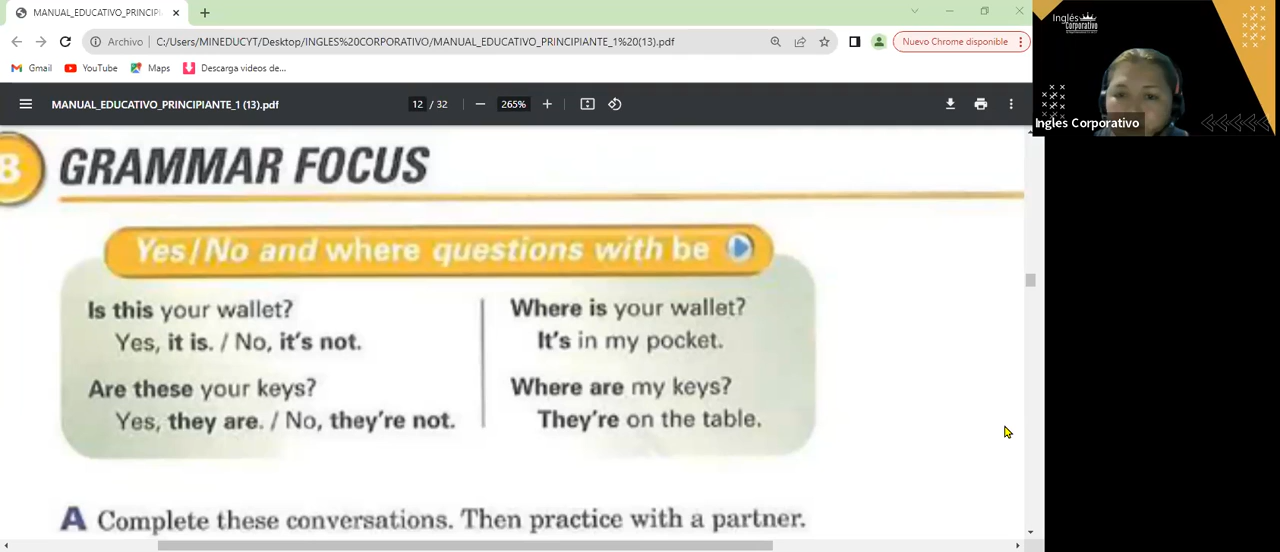 MANUAL_EDUCATIVO_PRINCIPI
Archivo C:/Users/MINEDUCYT/Desktop/INGLES%20CORPORATIVO/MANUAL_EDUCATIVO_PRINCIPIANTE_1%20(13).pdf
Nuevo Chrome disponible
Gmail YouTube Maps Descarga videos de...
MANUAL_EDUCATIVO_PRINCIPIANTE_1 (13).pdf 12 / 32 265%
Inglés
Corporativo
Ingles Corporativo
8 GRAMMAR FOCUS
Yes/No and where questions with be
Is this your wallet?
Yes, it is. / No, it's not.
Are these your keys?
Yes, they are. / No, they're not.
Where is your wallet?
It's in my pocket.
Where are my keys?
They're on the table.
A Complete these conversations. Then practice with a partner.